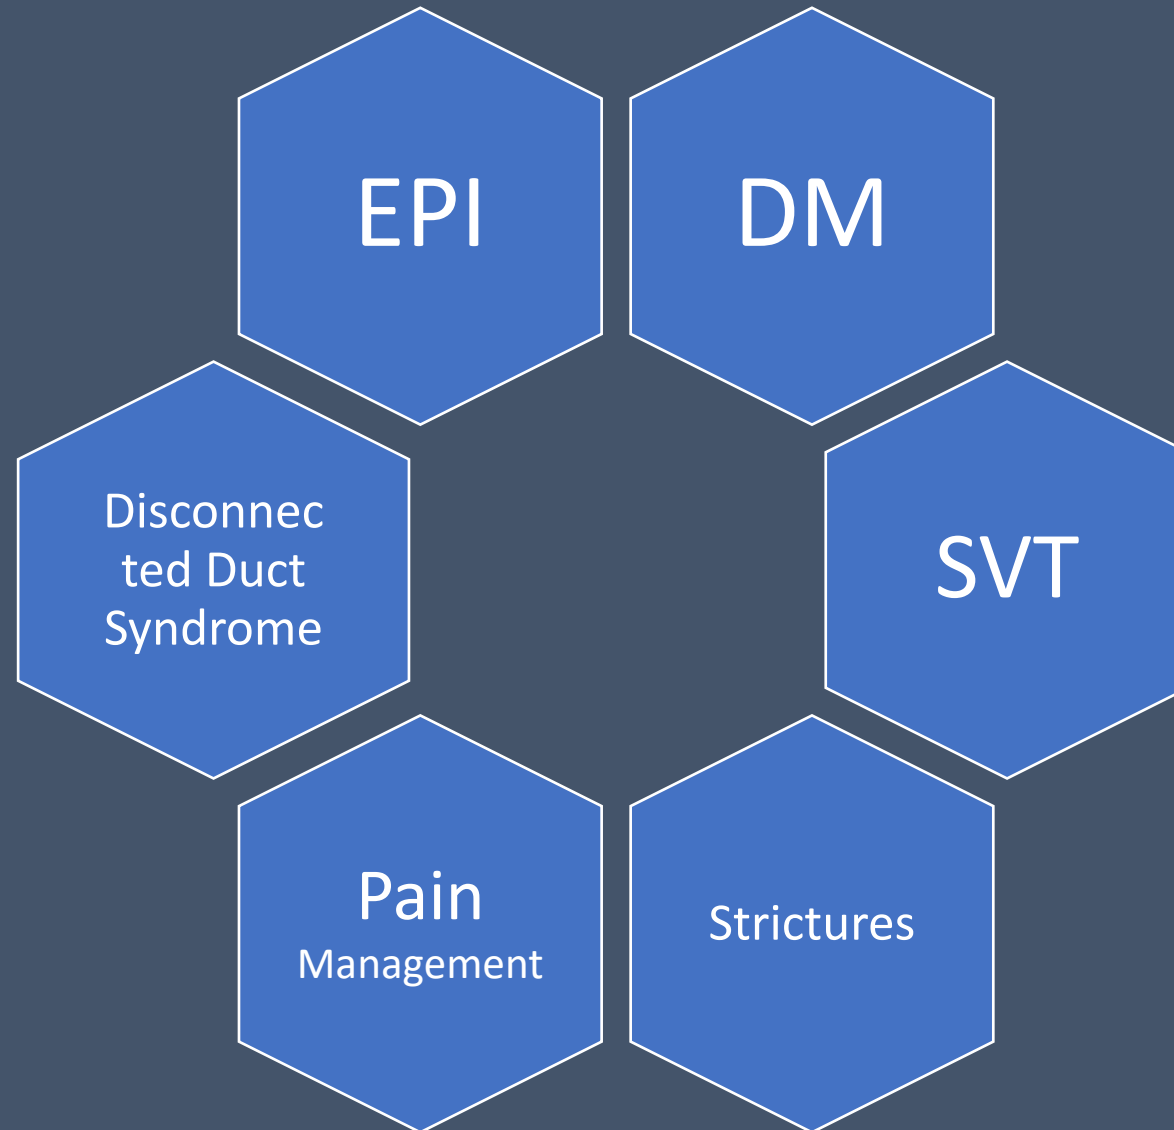 EPI
DM
SVT
Strictures
Pain
Management
Disconnec
ted Duct
Syndrome